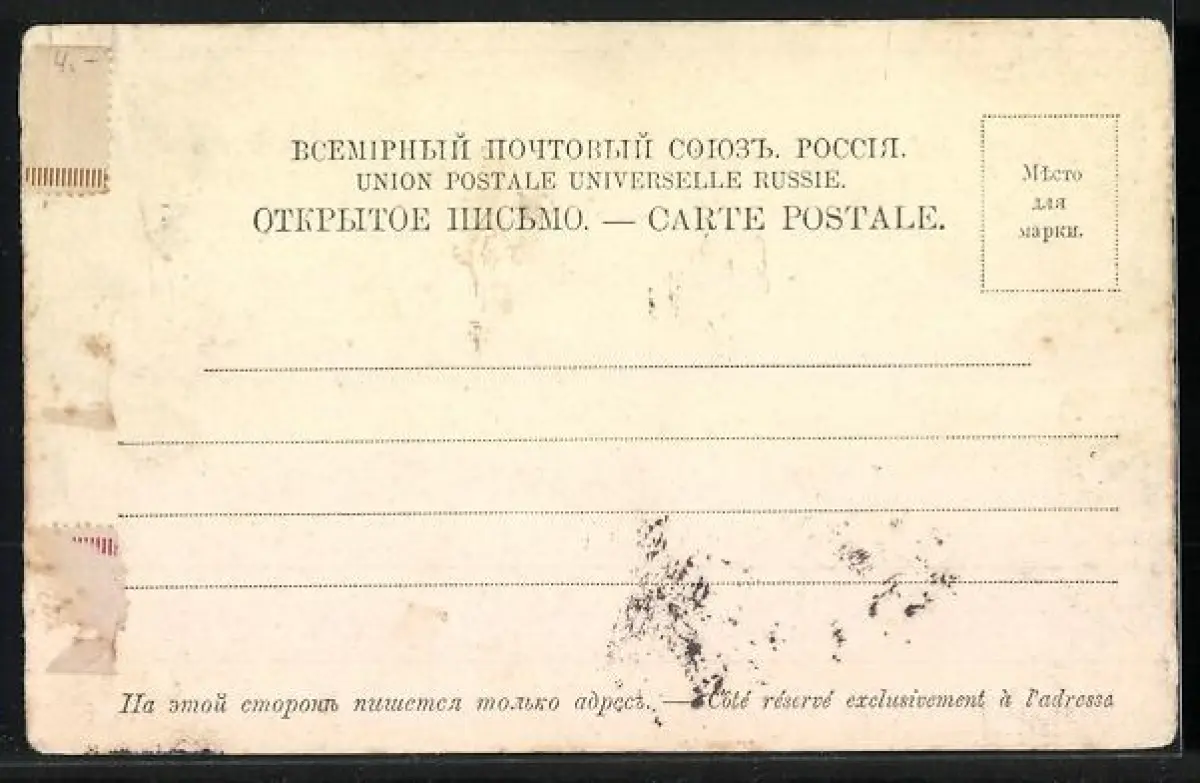 4.-
ВСЕМІРНЫЙ ПОЧТОВЫЙ СОЮЗЪ. РОССІЯ.
UNION POSTALE UNIVERSELLE RUSSIE.
ОТКРЫТОЕ ПИСЬМО. — CARTE POSTALE.
Мѣсто
для
марки.
На этой сторонѣ пишется только адресъ. — Côté réservé exclusivement à l'adresse